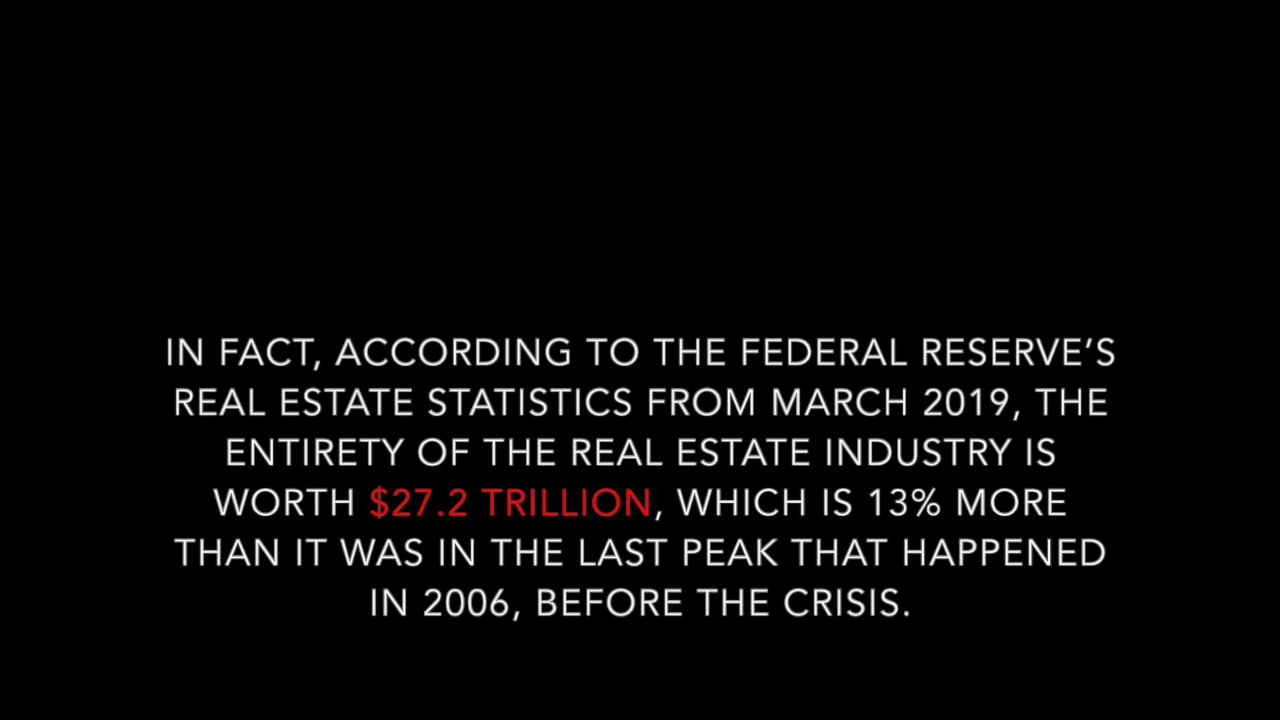 IN FACT, ACCORDING TO THE FEDERAL RESERVE’S
REAL ESTATE STATISTICS FROM MARCH 2019, THE
ENTIRETY OF THE REAL ESTATE INDUSTRY IS
WORTH $27.2 TRILLION, WHICH IS 13% MORE
THAN IT WAS IN THE LAST PEAK THAT HAPPENED
IN 2006, BEFORE THE CRISIS.